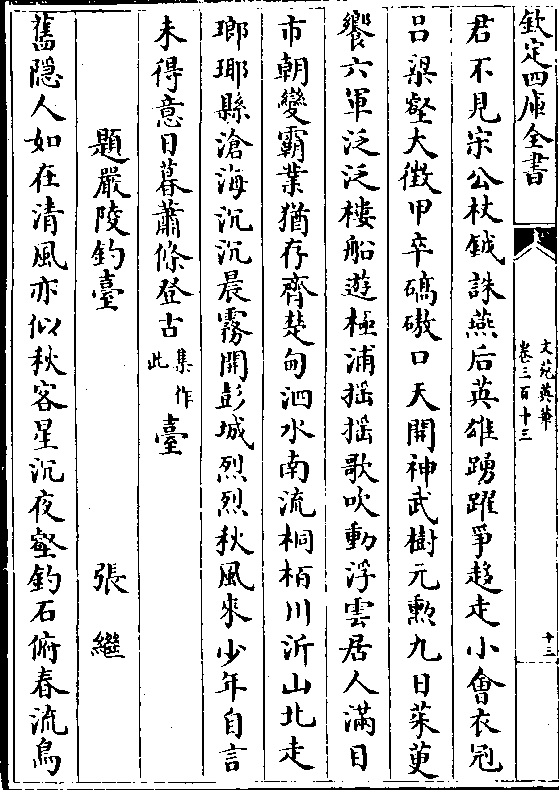 欽定四庫全書
文苑英華
卷三百十三
十三
君不見宗公杖鉞誅燕后英雄踴躍爭趍走小會衣冠
吕梁壑大徴甲卒碻磝口天開神武樹元勲九日茱萸
饗六軍泛泛樓船遊極浦揺揺歌吹動浮雲居人滿目
市朝變霸業猶存齊楚甸泗水南流桐栢川沂山北走
瑯琊縣滄海沉沉晨霧開彭城烈烈秋風來少年自言
未得意日暮蕭條登古集作此臺
題嚴陵釣臺
張繼
舊隱人如在清風亦似秋客星沉夜壑釣石俯春流鳥